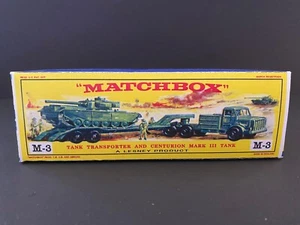 "MATCHBOX"
M-3
TANK TRANSPORTER AND CENTURION MARK III TANK
A LESNEY PRODUCT
M-3